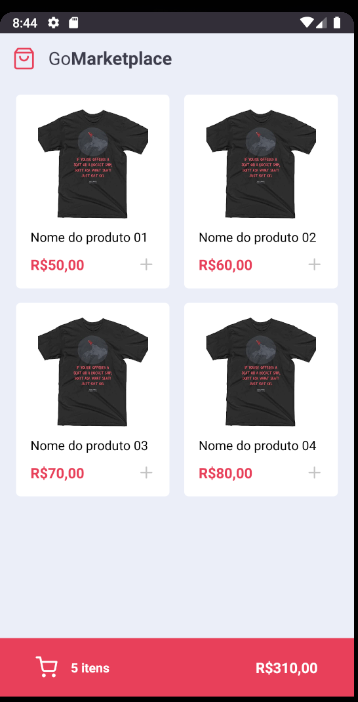 8:44
GoMarketplace
Nome do produto 01
Nome do produto 02
R$50,00
R$60,00
Nome do produto 03
Nome do produto 04
R$70,00
R$80,00
5 itens
R$310,00